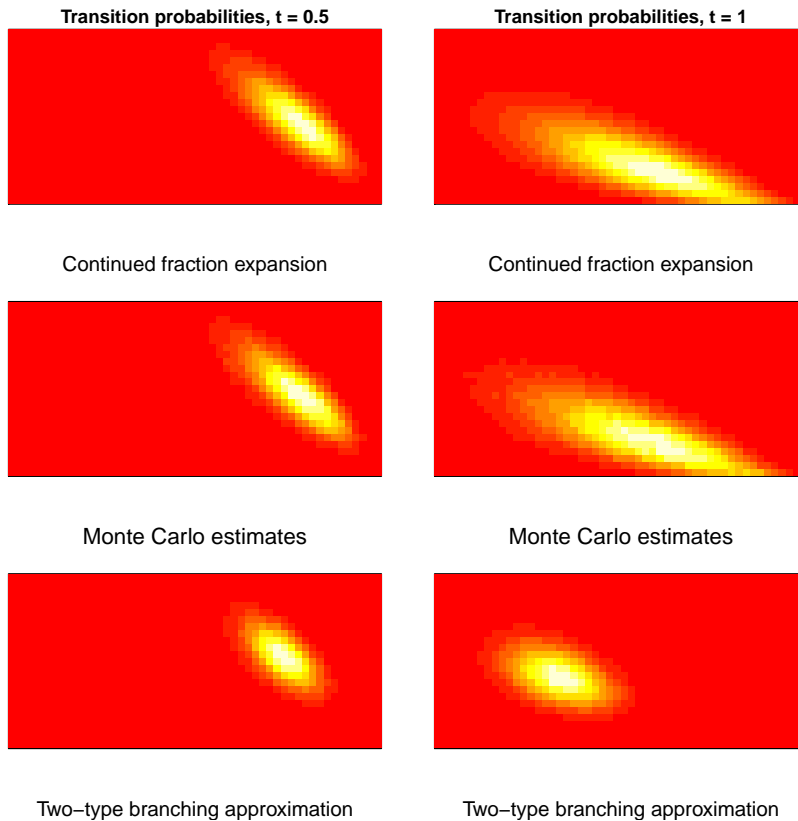 Transition probabilities, t = 0.5
Transition probabilities, t = 1
Continued fraction expansion
Continued fraction expansion
Monte Carlo estimates
Monte Carlo estimates
Two−type branching approximation
Two−type branching approximation